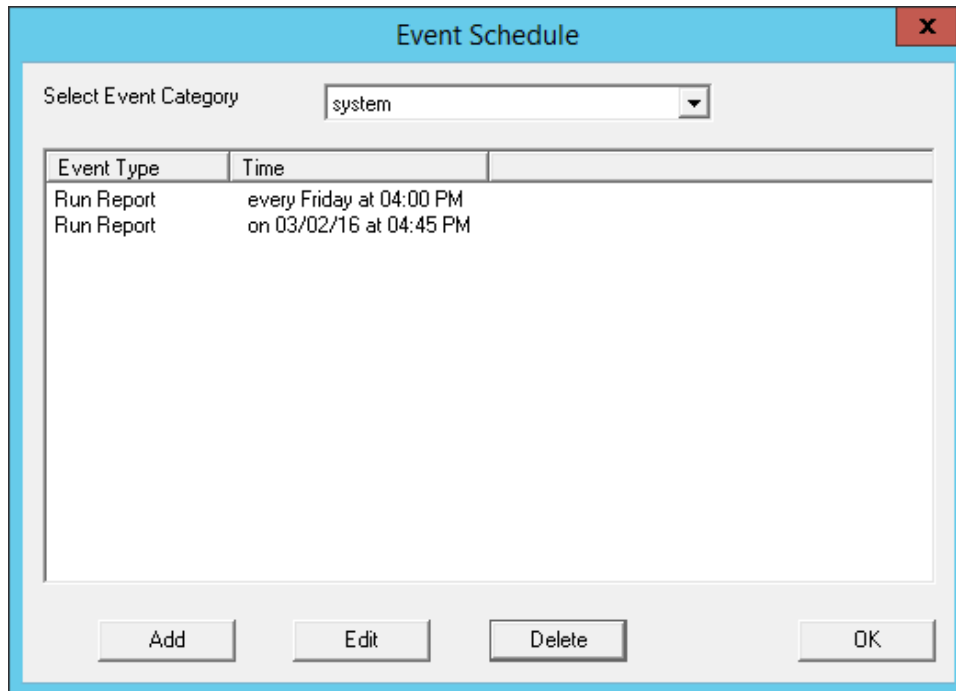 Event Schedule
x
Select Event Category system
Event Type Time
Run Report every Friday at 04:00 PM
Run Report on 03/02/16 at 04:45 PM
Add Edit Delete OK